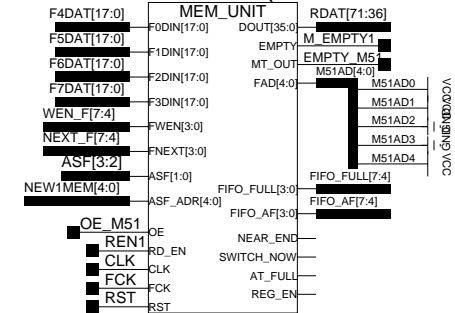 MEM_UNIT
F4DAT[17:0]
F0DIN[17:0]
F5DAT[17:0]
F1DIN[17:0]
F6DAT[17:0]
F2DIN[17:0]
F7DAT[17:0]
F3DIN[17:0]
WEN_F[7:4]
FWEN[3:0]
NEXT_F[7:4]
FNEXT[3:0]
ASF[3:2]
ASF[1:0]
NEW1MEM[4:0]
ASF_ADR[4:0]
OE_M51
OE
REN1
RD_EN
CLK
CLK
FCK
FCK
RST
RST
RDAT[71:36]
DOUT[35:0]
M_EMPTY1
EMPTY
EMPTY_M51
MT_OUT
M51AD[4:0]
FAD[4:0]
M51AD0
VCC
M51AD1
M51AD2
M51AD3
M51AD4
VCC
FIFO_FULL[7:4]
FIFO_FULL[3:0]
FIFO_AF[7:4]
FIFO_AF[3:0]
NEAR_END
SWITCH_NOW
AT_FULL
REG_EN